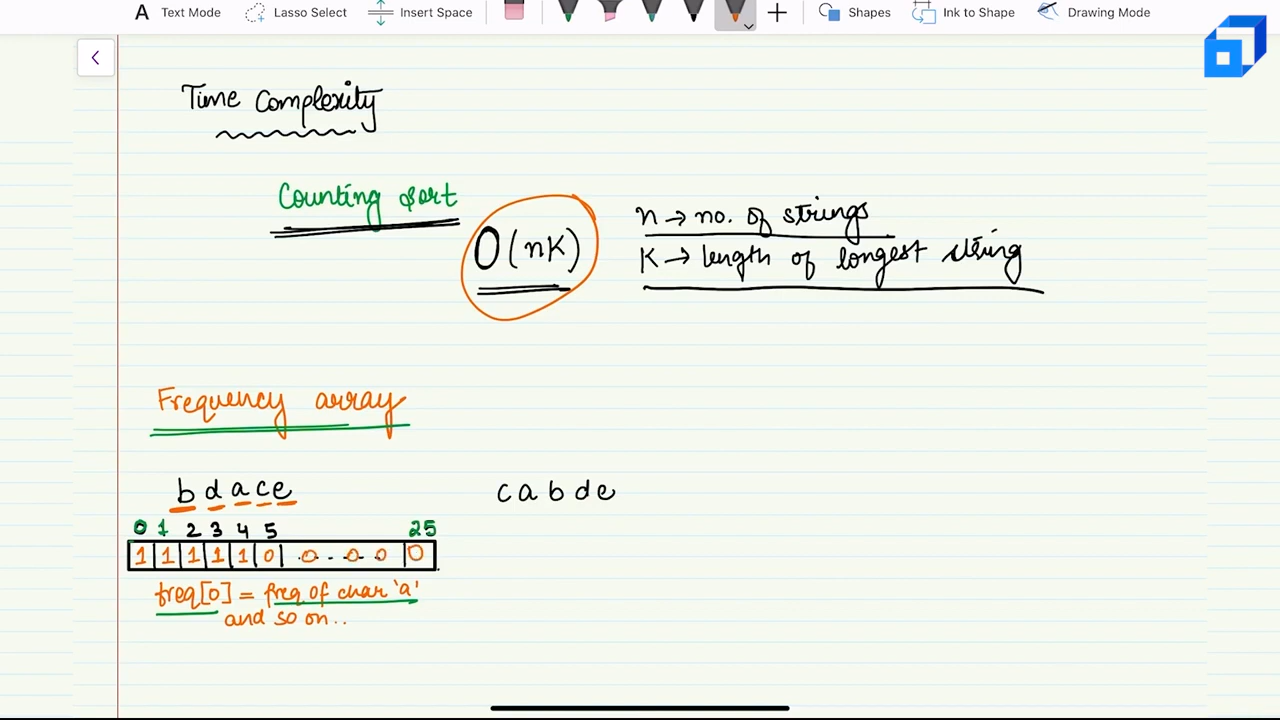 A Text Mode Lasso Select Insert Space Shapes Ink to Shape Drawing Mode
Time Complexity
Counting Sort
O(nK)
n → no. of strings
K → length of longest string
Frequency array
b d a c e
c a b d e
0 1 2 3 4 5 25
1 1 1 1 1 0 . 0 - - 0 - 0 0
freq[0] = freq of char 'a'
and so on..